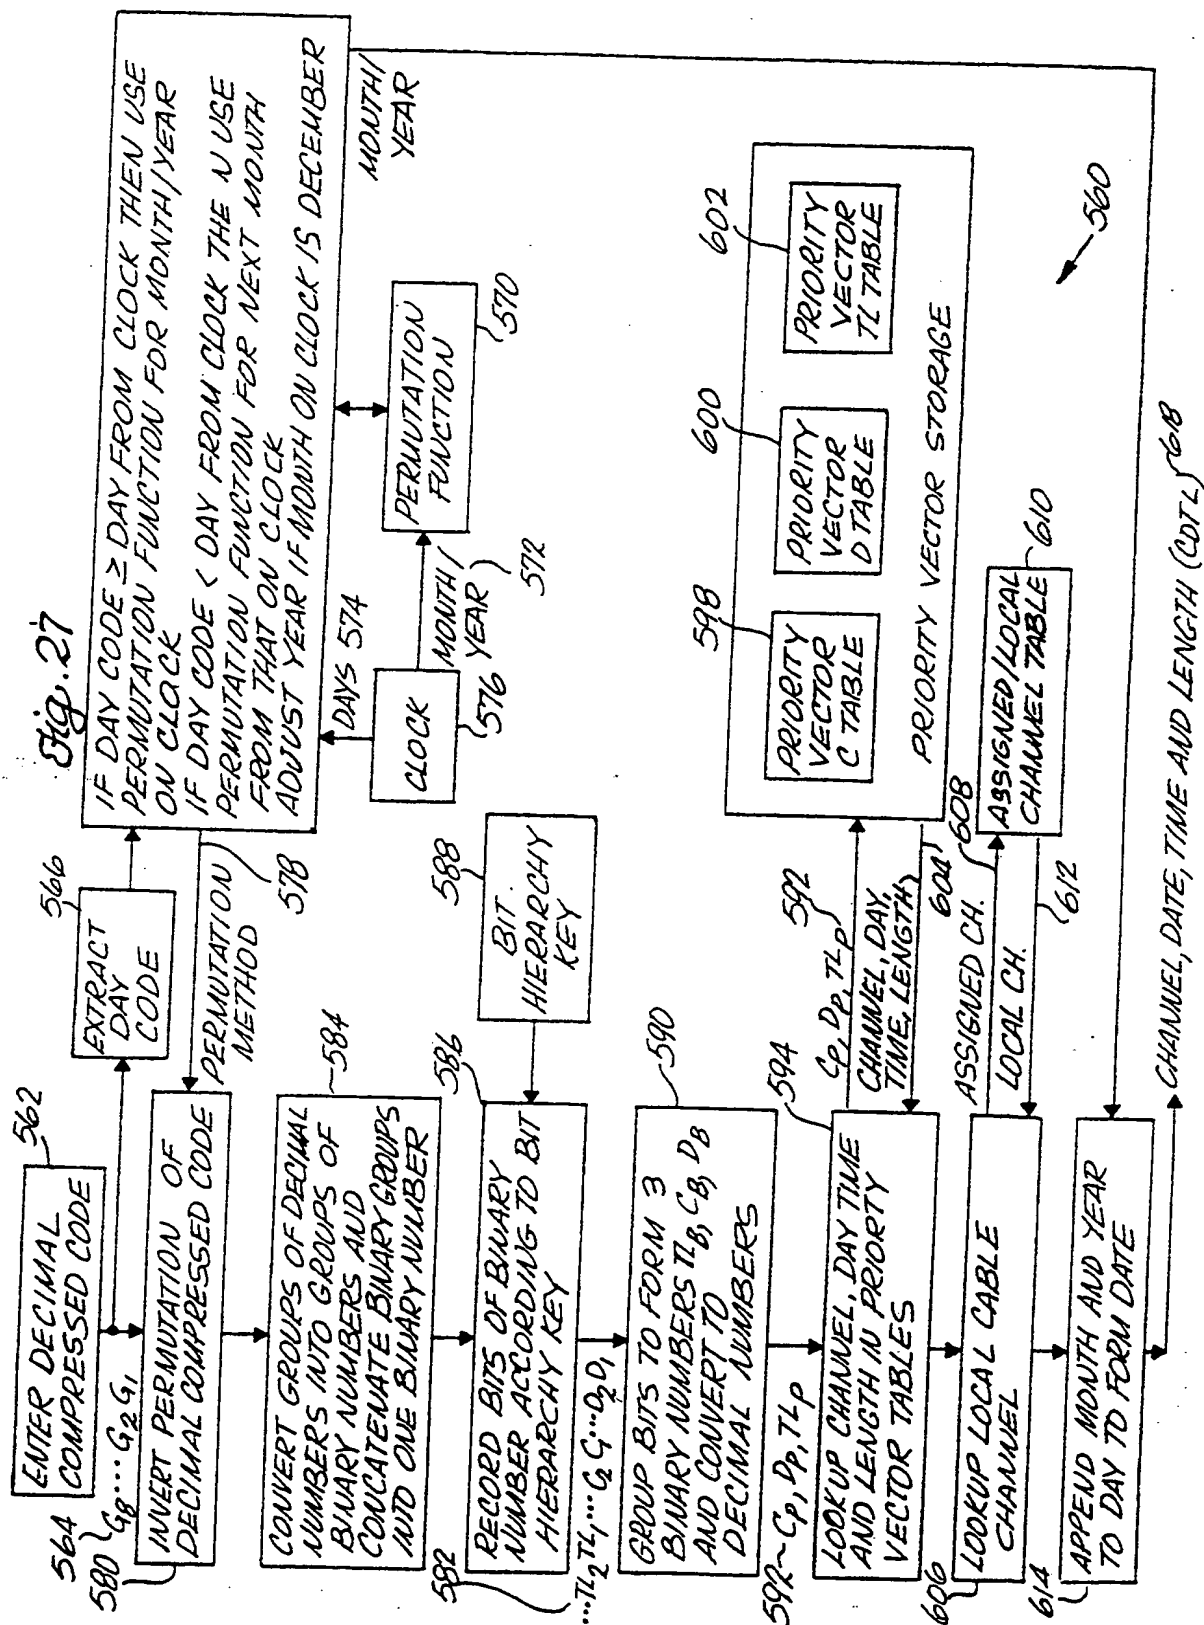 Fig. 27
ENTER DECIMAL
COMPRESSED CODE
562
564
G8 ... G2 G1
EXTRACT
DAY
CODE
566
IF DAY CODE ≥ DAY FROM CLOCK THEN USE
PERMUTATION FUNCTION FOR MONTH/YEAR
ON CLOCK
IF DAY CODE < DAY FROM CLOCK THE N USE
PERMUTATION FUNCTION FOR NEXT MONTH
FROM THAT ON CLOCK
ADJUST YEAR IF MONTH ON CLOCK IS DECEMBER
MONTH/
YEAR
580
INVERT PERMUTATION OF
DECIMAL COMPRESSED CODE
PERMUTATION
METHOD
578
DAYS 574
CLOCK
576
MONTH/
YEAR
572
PERMUTATION
FUNCTION
570
CONVERT GROUPS OF DECIMAL
NUMBERS INTO GROUPS OF
BINARY NUMBERS AND
CONCATENATE BINARY GROUPS
INTO ONE BINARY NUMBER
584
582
RECORD BITS OF BINARY
NUMBER ACCORDING TO BIT
HIERARCHY KEY
586
BIT
HIERARCHY
KEY
588
...TL2 TL1 ... C2 C1 ... D2 D1
GROUP BITS TO FORM 3
BINARY NUMBERS TLB, CB, DB
AND CONVERT TO
DECIMAL NUMBERS
590
592 ~ CP, DP, TLP
LOOKUP CHANNEL, DAY TIME
AND LENGTH IN PRIORTY
VECTOR TABLES
594
CP, DP, TLP
592
CHANNEL, DAY,
TIME, LENGTH
604
PRIORITY
VECTOR
C TABLE
598
PRIORITY
VECTOR
D TABLE
600
PRIORITY
VECTOR
TL TABLE
602
PRIORITY VECTOR STORAGE
606
LOOKUP LOCAL CABLE
CHANNEL
ASSIGNED CH.
608
LOCAL CH.
612
ASSIGNED/LOCAL
CHANNEL TABLE
610
560
614
APPEND MONTH AND YEAR
TO DAY TO FORM DATE
CHANNEL, DATE, TIME AND LENGTH (CDTL) 618